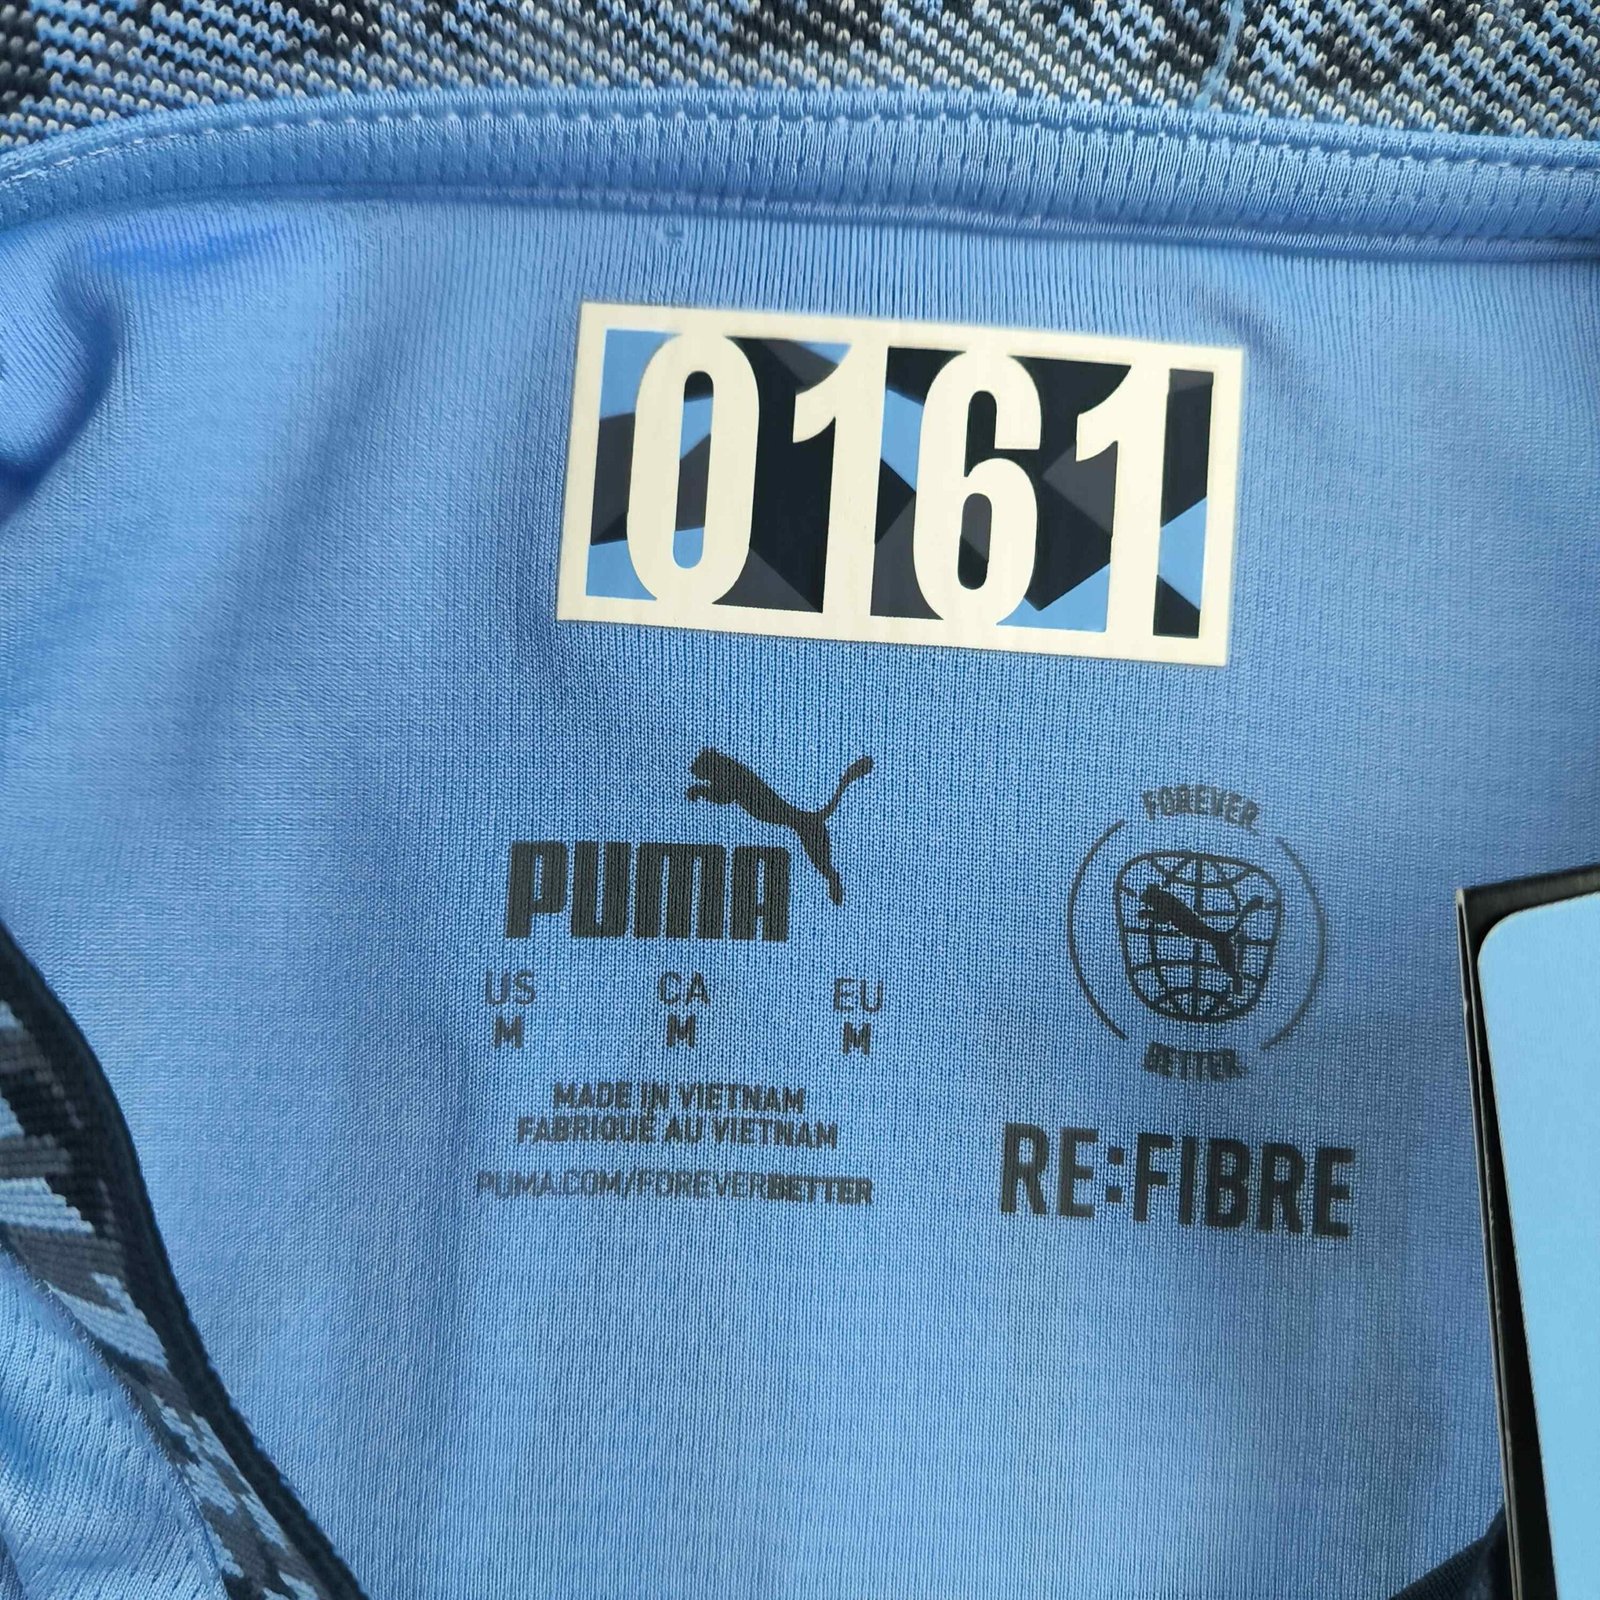 0161
PUMA
US CA EU
M M M
MADE IN VIETNAM
FABRIQUÉ AU VIETNAM
PUMA.COM/FOREVERBETTER
FOREVER
BETTER
RE:FIBRE